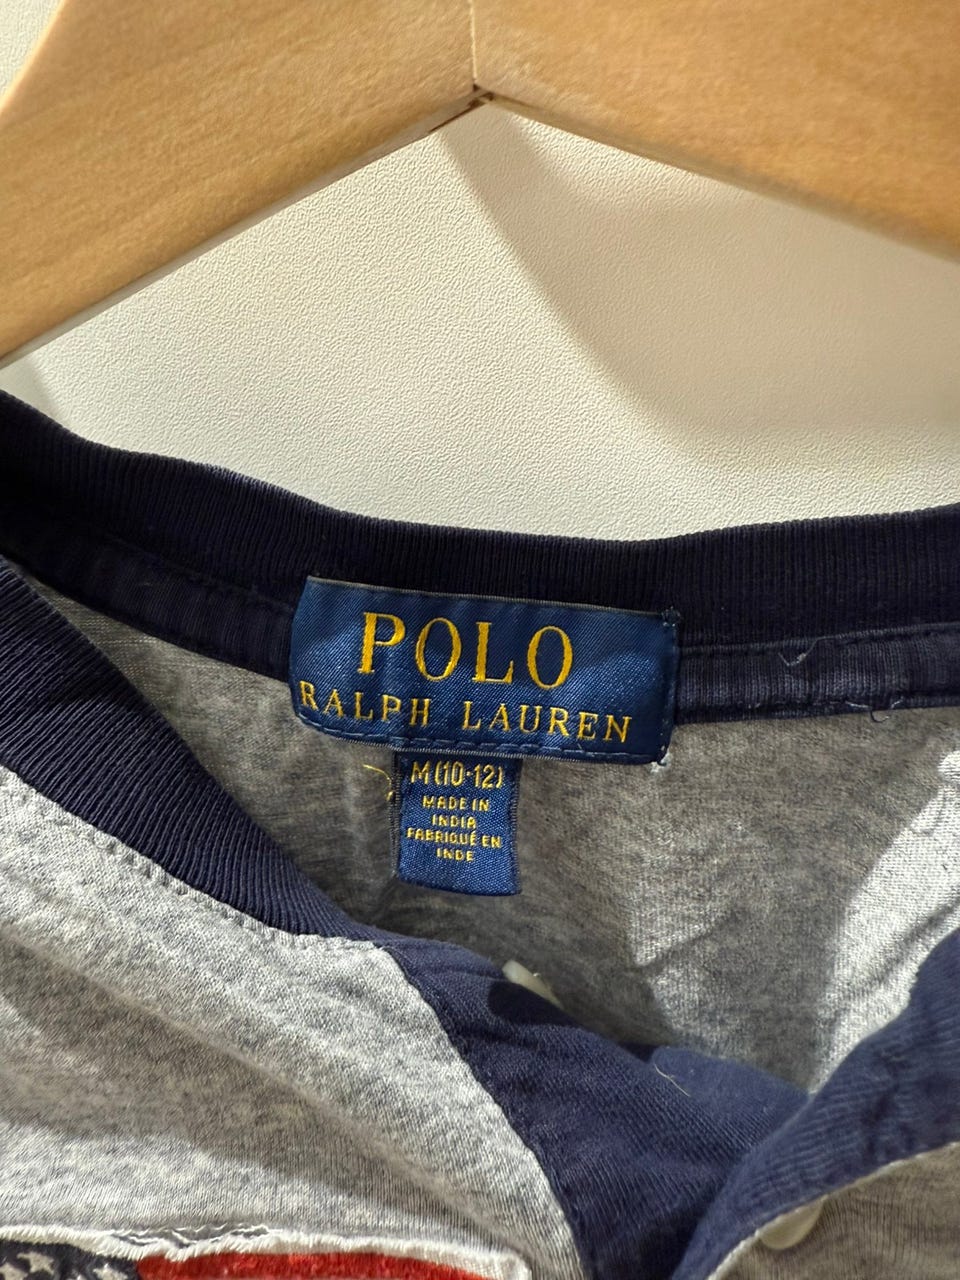 POLO
RALPH LAUREN
M (10-12)
MADE IN
INDIA
FABRIQUÉ EN
INDE